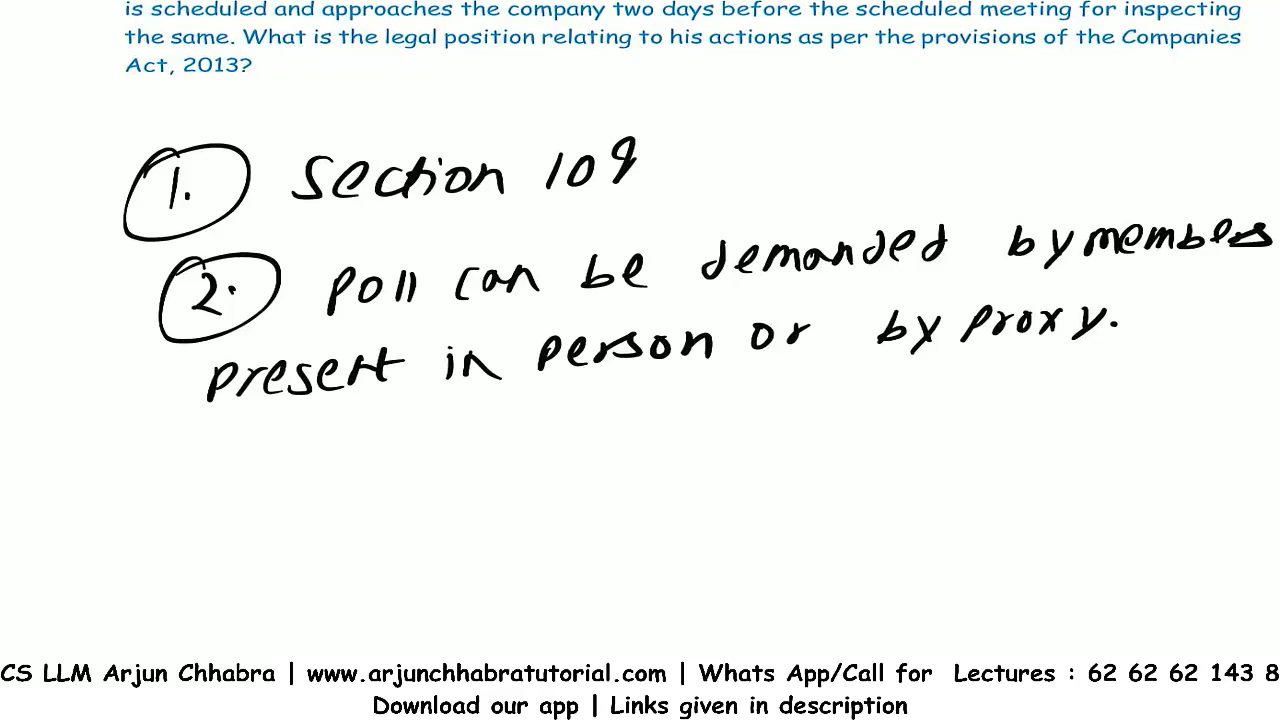 is scheduled and approaches the company two days before the scheduled meeting for inspecting
the same. What is the legal position relating to his actions as per the provisions of the Companies
Act, 2013?
1. Section 109
2. Poll can be demanded by members
present in person or by proxy.
CS LLM Arjun Chhabra | www.arjunchhabratutorial.com | Whats App/Call for Lectures : 62 62 62 143 8
Download our app | Links given in description